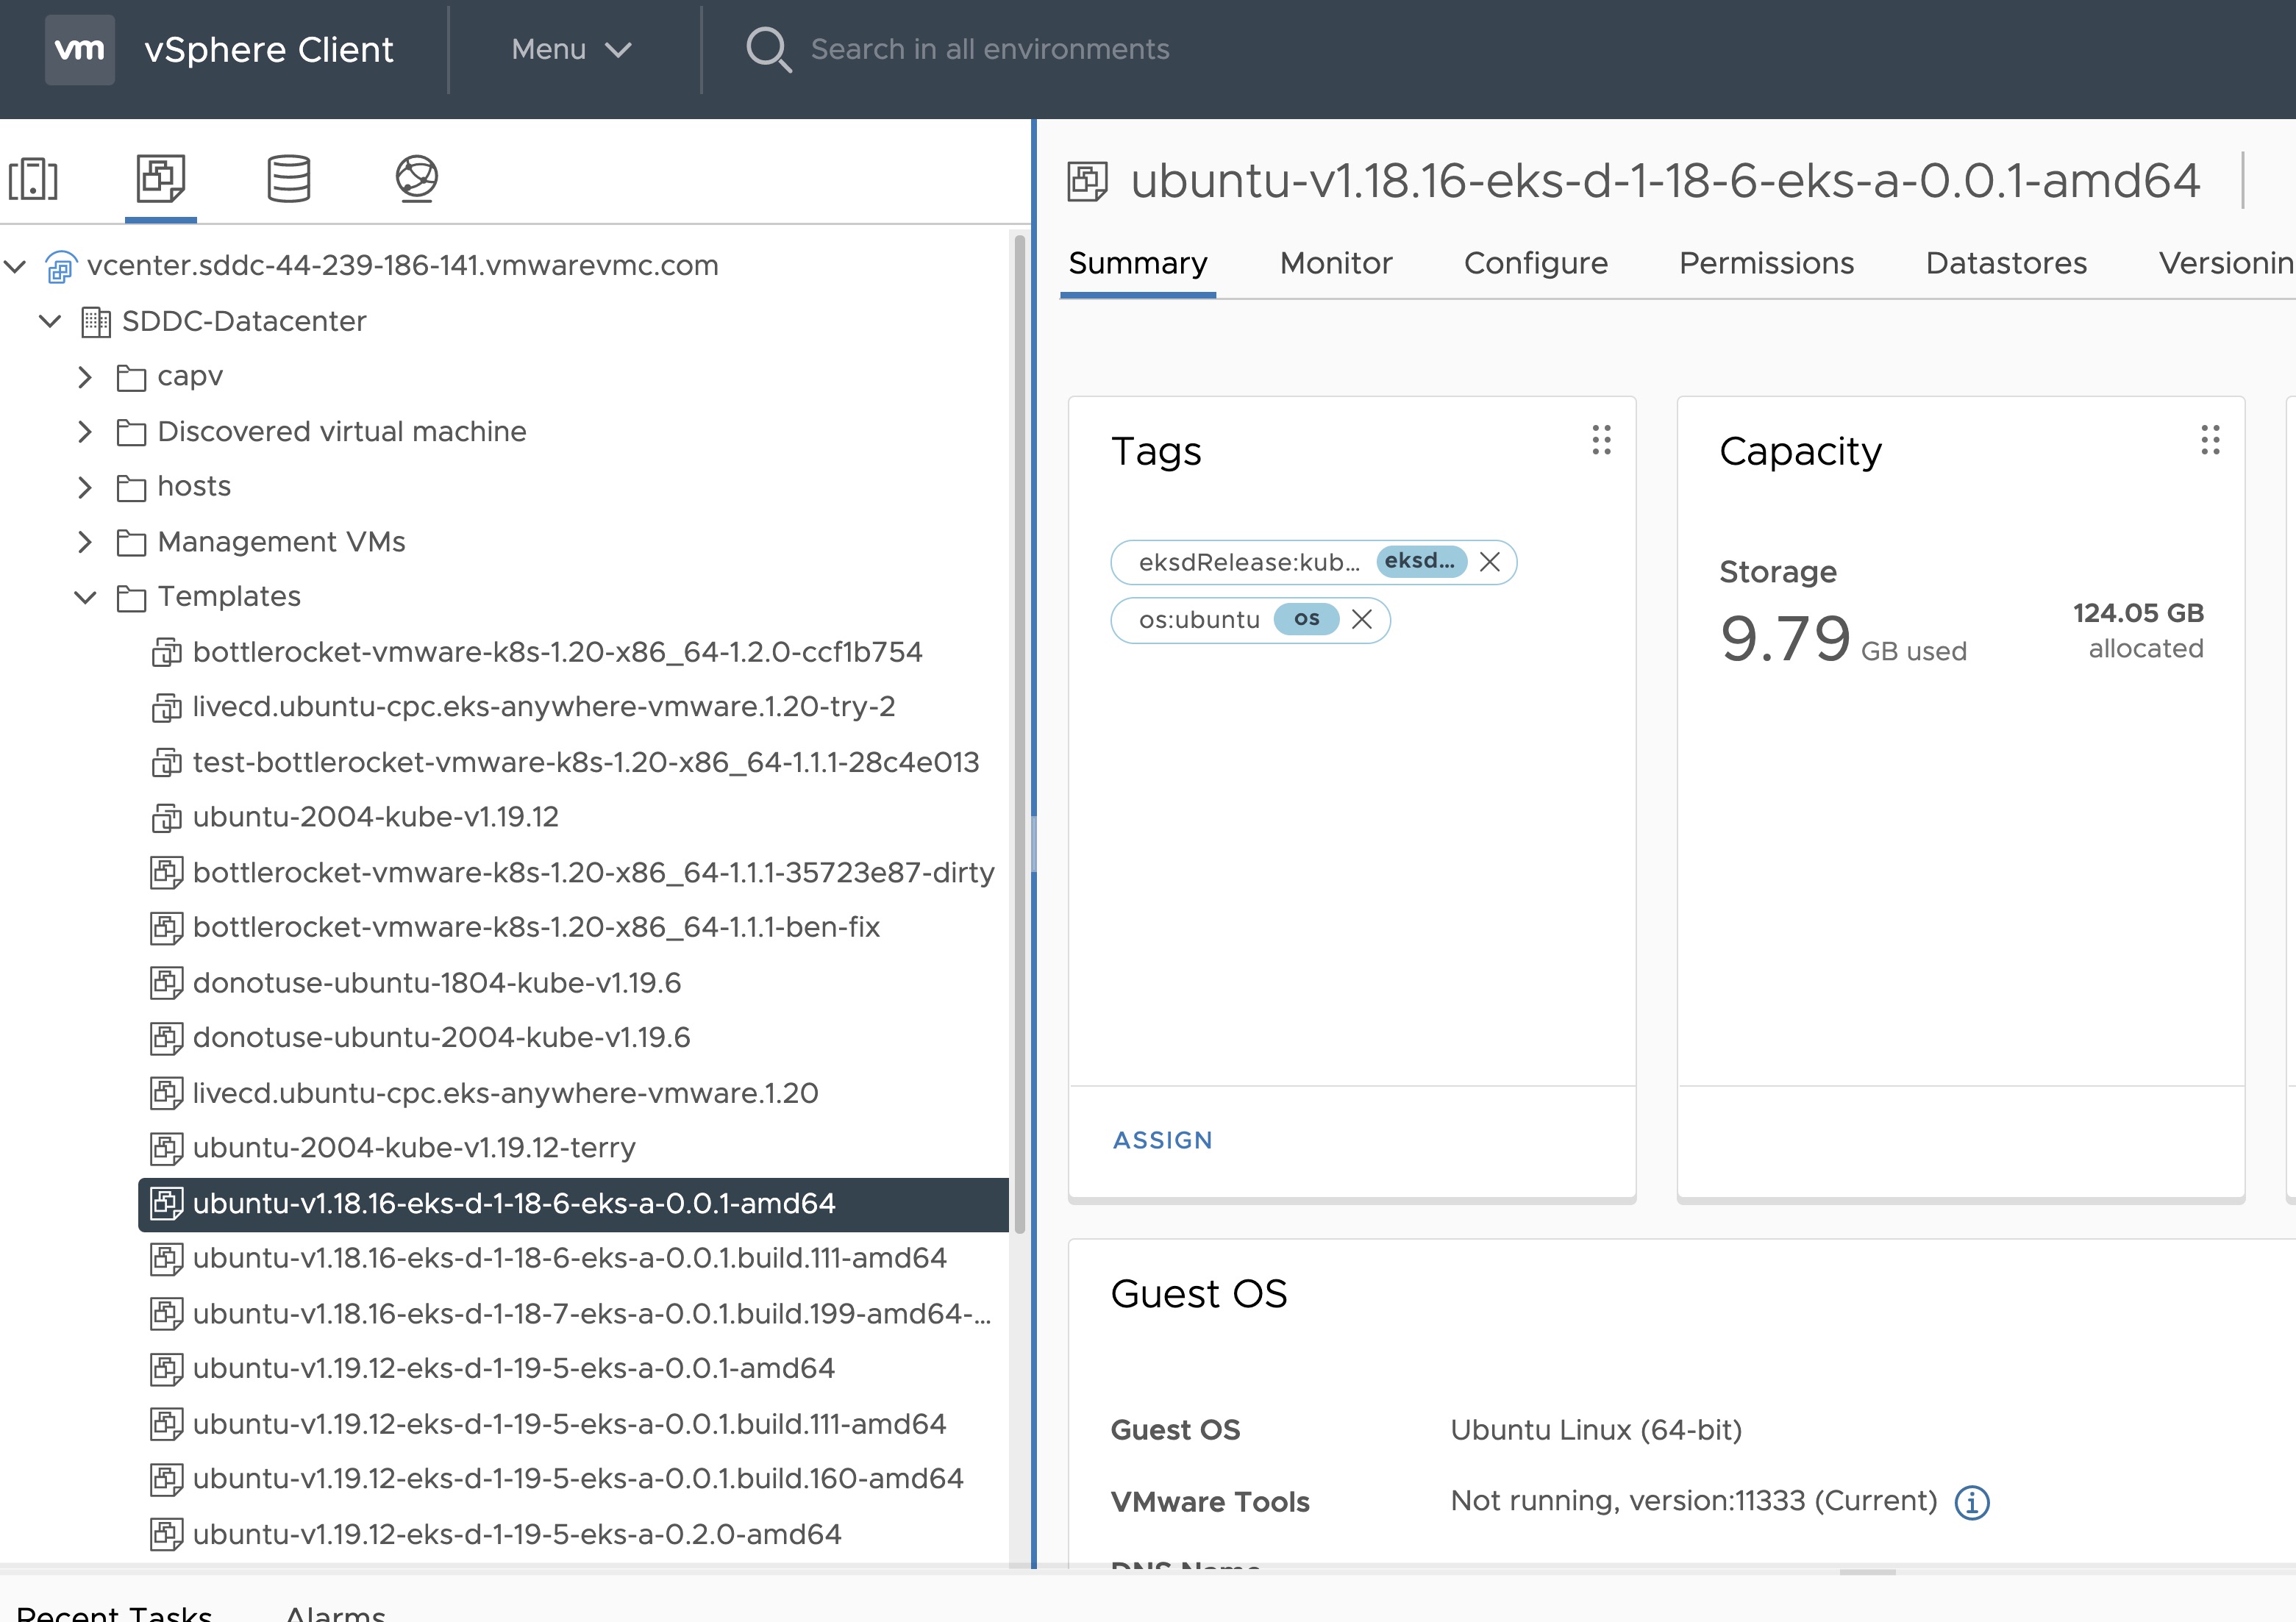 vm vSphere Client Menu Search in all environments
vcenter.sddc-44-239-186-141.vmwarevmc.com
SDDC-Datacenter
capv
Discovered virtual machine
hosts
Management VMs
Templates
bottlerocket-vmware-k8s-1.20-x86_64-1.2.0-ccf1b754
livecd.ubuntu-cpc.eks-anywhere-vmware.1.20-try-2
test-bottlerocket-vmware-k8s-1.20-x86_64-1.1.1-28c4e013
ubuntu-2004-kube-v1.19.12
bottlerocket-vmware-k8s-1.20-x86_64-1.1.1-35723e87-dirty
bottlerocket-vmware-k8s-1.20-x86_64-1.1.1-ben-fix
donotuse-ubuntu-1804-kube-v1.19.6
donotuse-ubuntu-2004-kube-v1.19.6
livecd.ubuntu-cpc.eks-anywhere-vmware.1.20
ubuntu-2004-kube-v1.19.12-terry
ubuntu-v1.18.16-eks-d-1-18-6-eks-a-0.0.1-amd64
ubuntu-v1.18.16-eks-d-1-18-6-eks-a-0.0.1.build.111-amd64
ubuntu-v1.18.16-eks-d-1-18-7-eks-a-0.0.1.build.199-amd64-...
ubuntu-v1.19.12-eks-d-1-19-5-eks-a-0.0.1-amd64
ubuntu-v1.19.12-eks-d-1-19-5-eks-a-0.0.1.build.111-amd64
ubuntu-v1.19.12-eks-d-1-19-5-eks-a-0.0.1.build.160-amd64
ubuntu-v1.19.12-eks-d-1-19-5-eks-a-0.2.0-amd64
ubuntu-v1.18.16-eks-d-1-18-6-eks-a-0.0.1-amd64
Summary Monitor Configure Permissions Datastores Versionin
Tags
eksdRelease:kub... eksd...
os:ubuntu os
ASSIGN
Capacity
Storage
9.79 GB used
124.05 GB
allocated
Guest OS
Guest OS Ubuntu Linux (64-bit)
VMware Tools Not running, version:11333 (Current)
DNS Name
Recent Tasks Alarms